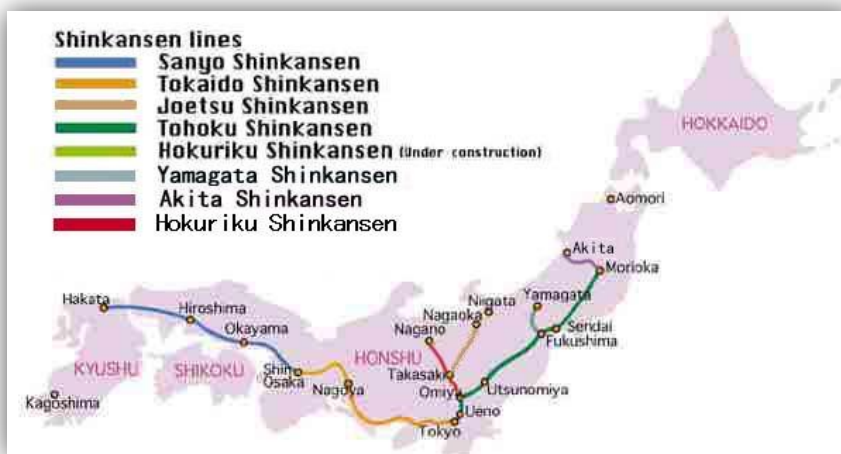 Shinkansen lines
Sanyo Shinkansen
Tokaido Shinkansen
Joetsu Shinkansen
Tohoku Shinkansen
Hokuriku Shinkansen (Under construction)
Yamagata Shinkansen
Akita Shinkansen
Hokuriku Shinkansen
HOKKAIDO
Aomori
Akita
Morioka
Hakata
Hiroshima
Okayama
Niigata
Nagaoka
Nagano
Yamagata
Sendai
Fukushima
KYUSHU
SHIKOKU
HONSHU
Shin
Osaka
Nagoya
Takasaki
Omiya
Utsunomiya
Kagoshima
Ueno
Tokyo